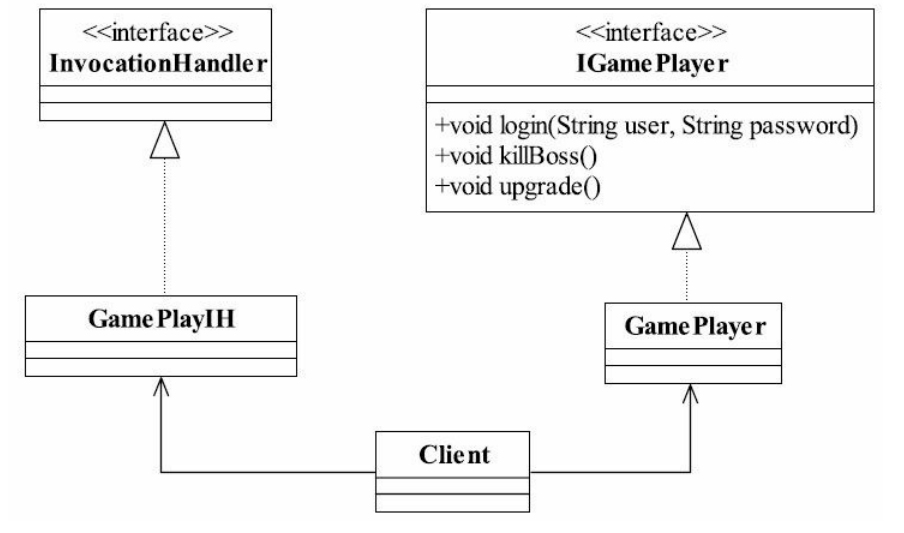 <<interface>>
InvocationHandler
<<interface>>
IGamePlayer
+void login(String user, String password)
+void killBoss()
+void upgrade()
GamePlayIH
GamePlayer
Client